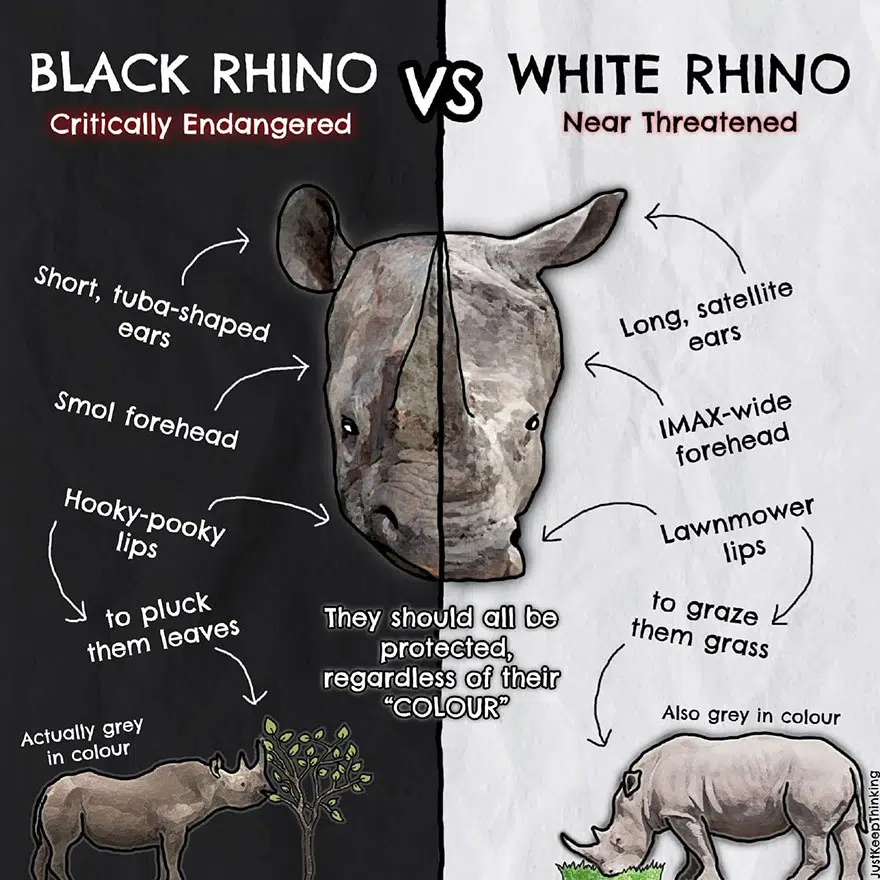 BLACK RHINO
Critically Endangered
VS
WHITE RHINO
Near Threatened
Short, tuba-shaped
ears
Smol forehead
Hooky-pooky
lips
to pluck
them leaves
Actually grey
in colour
Long, satellite
ears
IMAX-wide
forehead
Lawnmower
lips
to graze
them grass
Also grey in colour
They should all be
protected,
regardless of their
“COLOUR”
JustKeepThinking